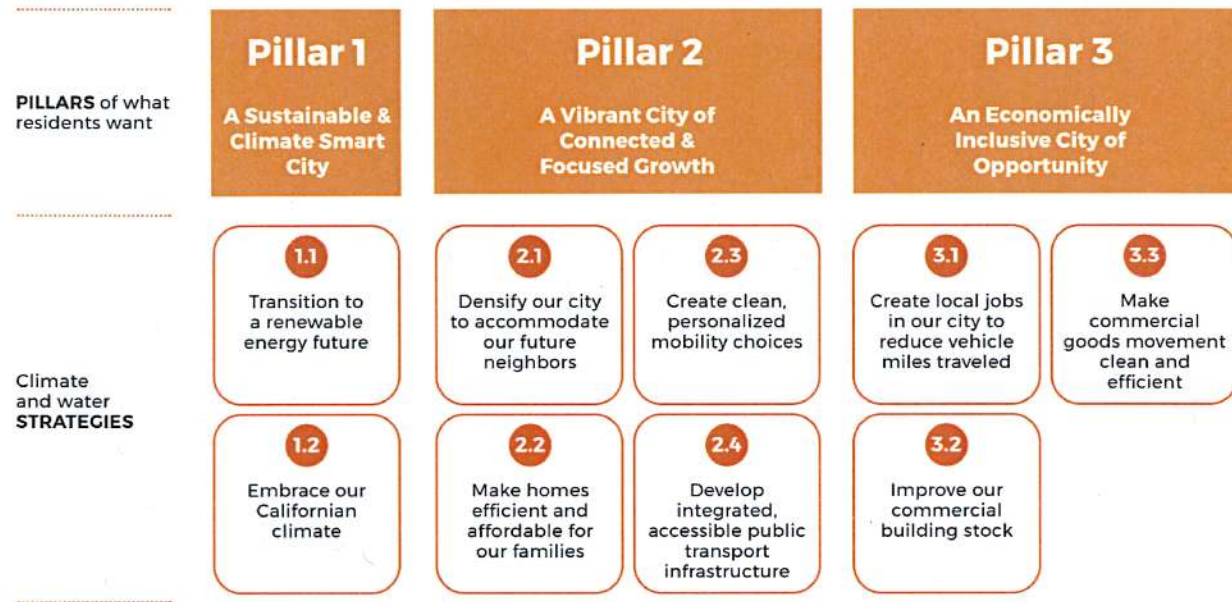 PILLARS of what
residents want
Pillar 1
A Sustainable &
Climate Smart
City
Pillar 2
A Vibrant City of
Connected &
Focused Growth
Pillar 3
An Economically
Inclusive City of
Opportunity
Climate
and water
STRATEGIES
1.1
Transition to
a renewable
energy future
2.1
Densify our city
to accommodate
our future
neighbors
2.3
Create clean,
personalized
mobility choices
3.1
Create local jobs
in our city to
reduce vehicle
miles traveled
3.3
Make
commercial
goods movement
clean and
efficient
1.2
Embrace our
Californian
climate
2.2
Make homes
efficient and
affordable for
our families
2.4
Develop
integrated,
accessible public
transport
infrastructure
3.2
Improve our
commercial
building stock